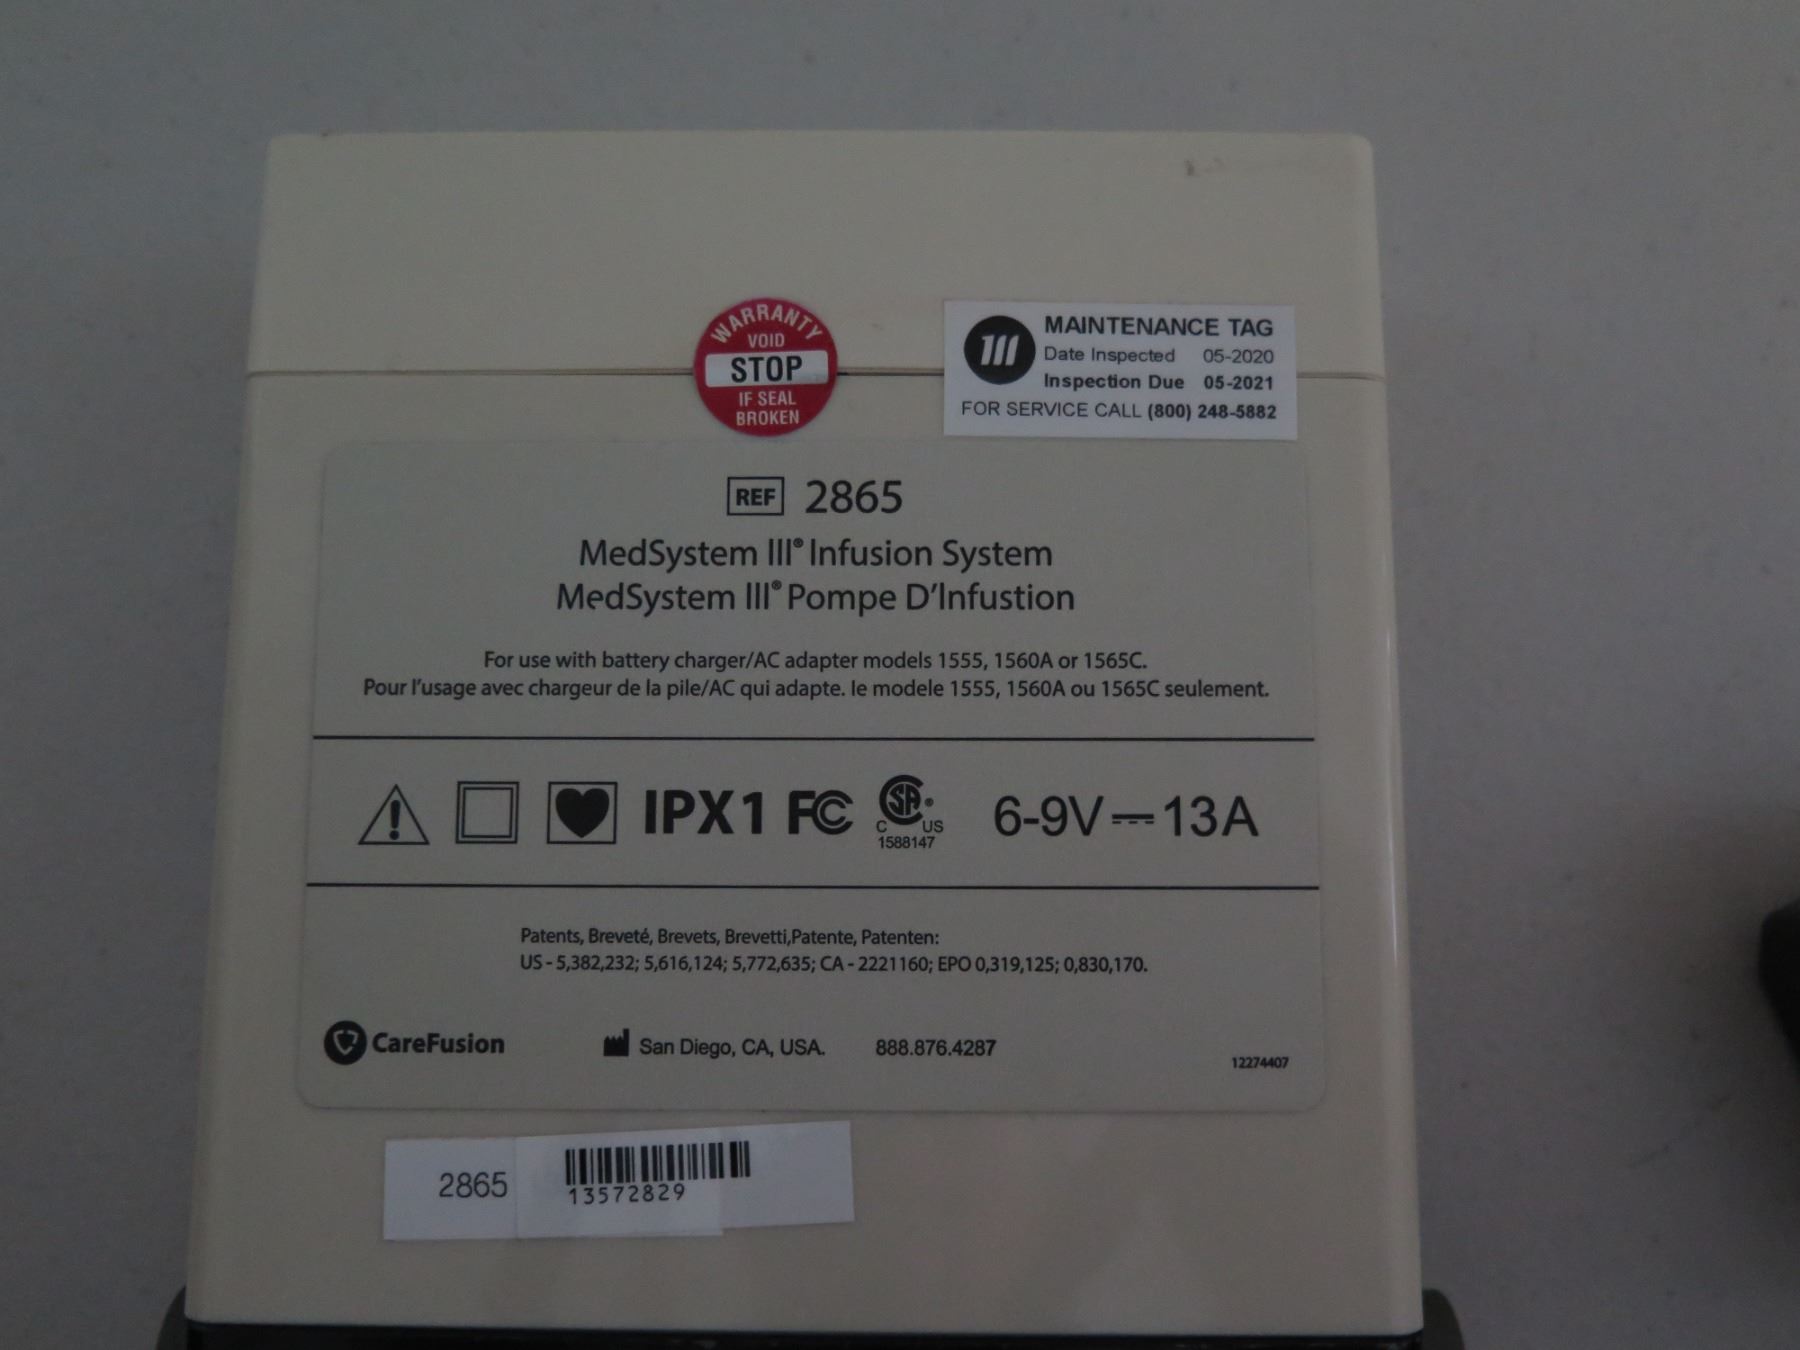 WARRANTY
VOID
STOP
IF SEAL
BROKEN
MAINTENANCE TAG
Date Inspected 05-2020
Inspection Due 05-2021
FOR SERVICE CALL (800) 248-5882
REF 2865
MedSystem III® Infusion System
MedSystem III® Pompe D'Infustion
For use with battery charger/AC adapter models 1555, 1560A or 1565C.
Pour l'usage avec chargeur de la pile/AC qui adapte. le modele 1555, 1560A ou 1565C seulement.
IPX1 FC CSA® C US 1588147 6-9V⎓13A
Patents, Breveté, Brevets, Brevetti,Patente, Patenten:
US - 5,382,232; 5,616,124; 5,772,635; CA - 2221160; EPO 0,319,125; 0,830,170.
CareFusion San Diego, CA, USA. 888.876.4287
12274407
2865
13572829